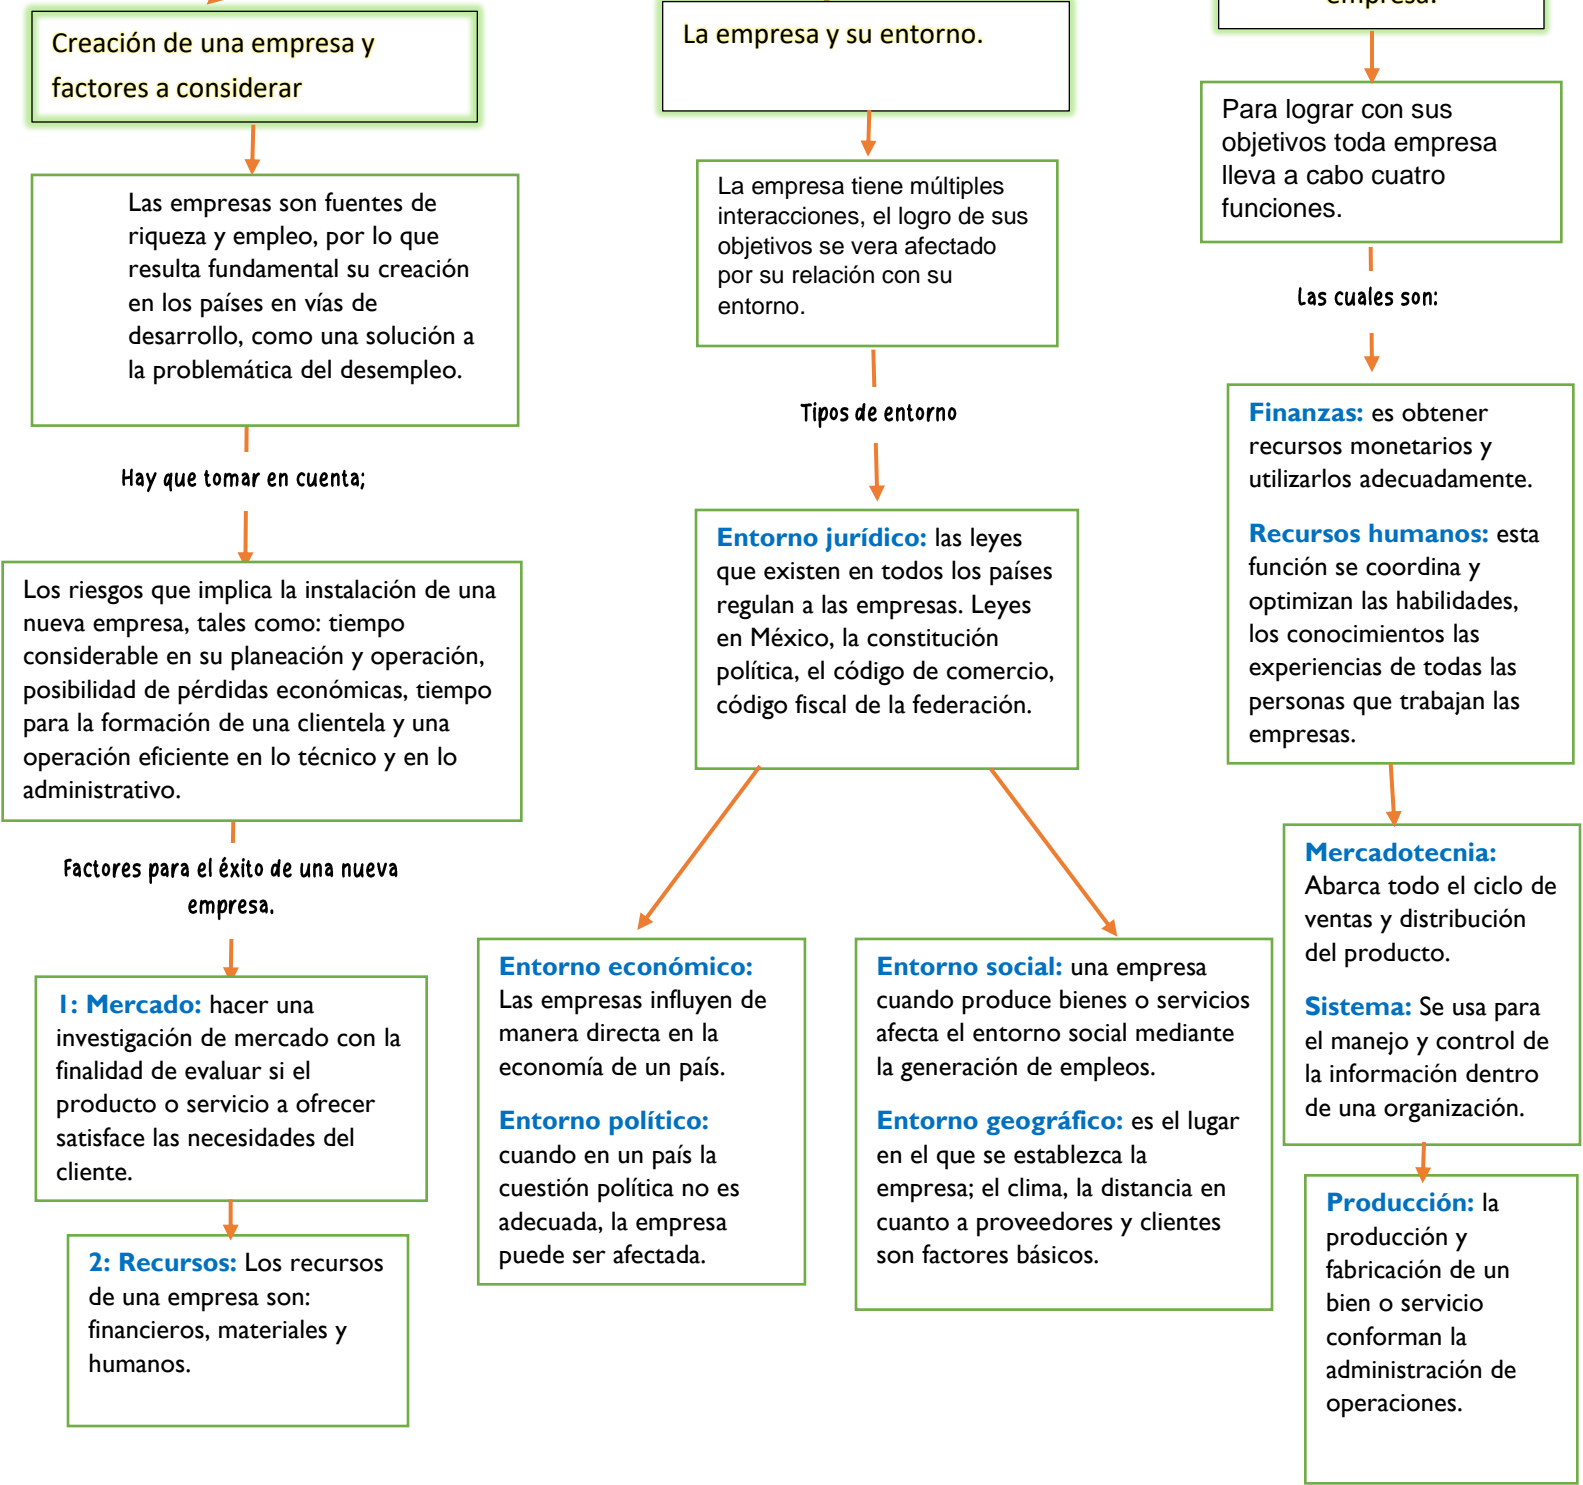 Creación de una empresa y
factores a considerar
Las empresas son fuentes de
riqueza y empleo, por lo que
resulta fundamental su creación
en los países en vías de
desarrollo, como una solución a
la problemática del desempleo.
Hay que tomar en cuenta;
Los riesgos que implica la instalación de una
nueva empresa, tales como: tiempo
considerable en su planeación y operación,
posibilidad de pérdidas económicas, tiempo
para la formación de una clientela y una
operación eficiente en lo técnico y en lo
administrativo.
Factores para el éxito de una nueva
empresa.
1: Mercado: hacer una
investigación de mercado con la
finalidad de evaluar si el
producto o servicio a ofrecer
satisface las necesidades del
cliente.
2: Recursos: Los recursos
de una empresa son:
financieros, materiales y
humanos.
La empresa y su entorno.
La empresa tiene múltiples
interacciones, el logro de sus
objetivos se vera afectado
por su relación con su
entorno.
Tipos de entorno
Entorno jurídico: las leyes
que existen en todos los países
regulan a las empresas. Leyes
en México, la constitución
política, el código de comercio,
código fiscal de la federación.
Entorno económico:
Las empresas influyen de
manera directa en la
economía de un país.
Entorno político:
cuando en un país la
cuestión política no es
adecuada, la empresa
puede ser afectada.
Entorno social: una empresa
cuando produce bienes o servicios
afecta el entorno social mediante
la generación de empleos.
Entorno geográfico: es el lugar
en el que se establezca la
empresa; el clima, la distancia en
cuanto a proveedores y clientes
son factores básicos.
empresa.
Para lograr con sus
objetivos toda empresa
lleva a cabo cuatro
funciones.
Las cuales son:
Finanzas: es obtener
recursos monetarios y
utilizarlos adecuadamente.
Recursos humanos: esta
función se coordina y
optimizan las habilidades,
los conocimientos las
experiencias de todas las
personas que trabajan las
empresas.
Mercadotecnia:
Abarca todo el ciclo de
ventas y distribución
del producto.
Sistema: Se usa para
el manejo y control de
la información dentro
de una organización.
Producción: la
producción y
fabricación de un
bien o servicio
conforman la
administración de
operaciones.